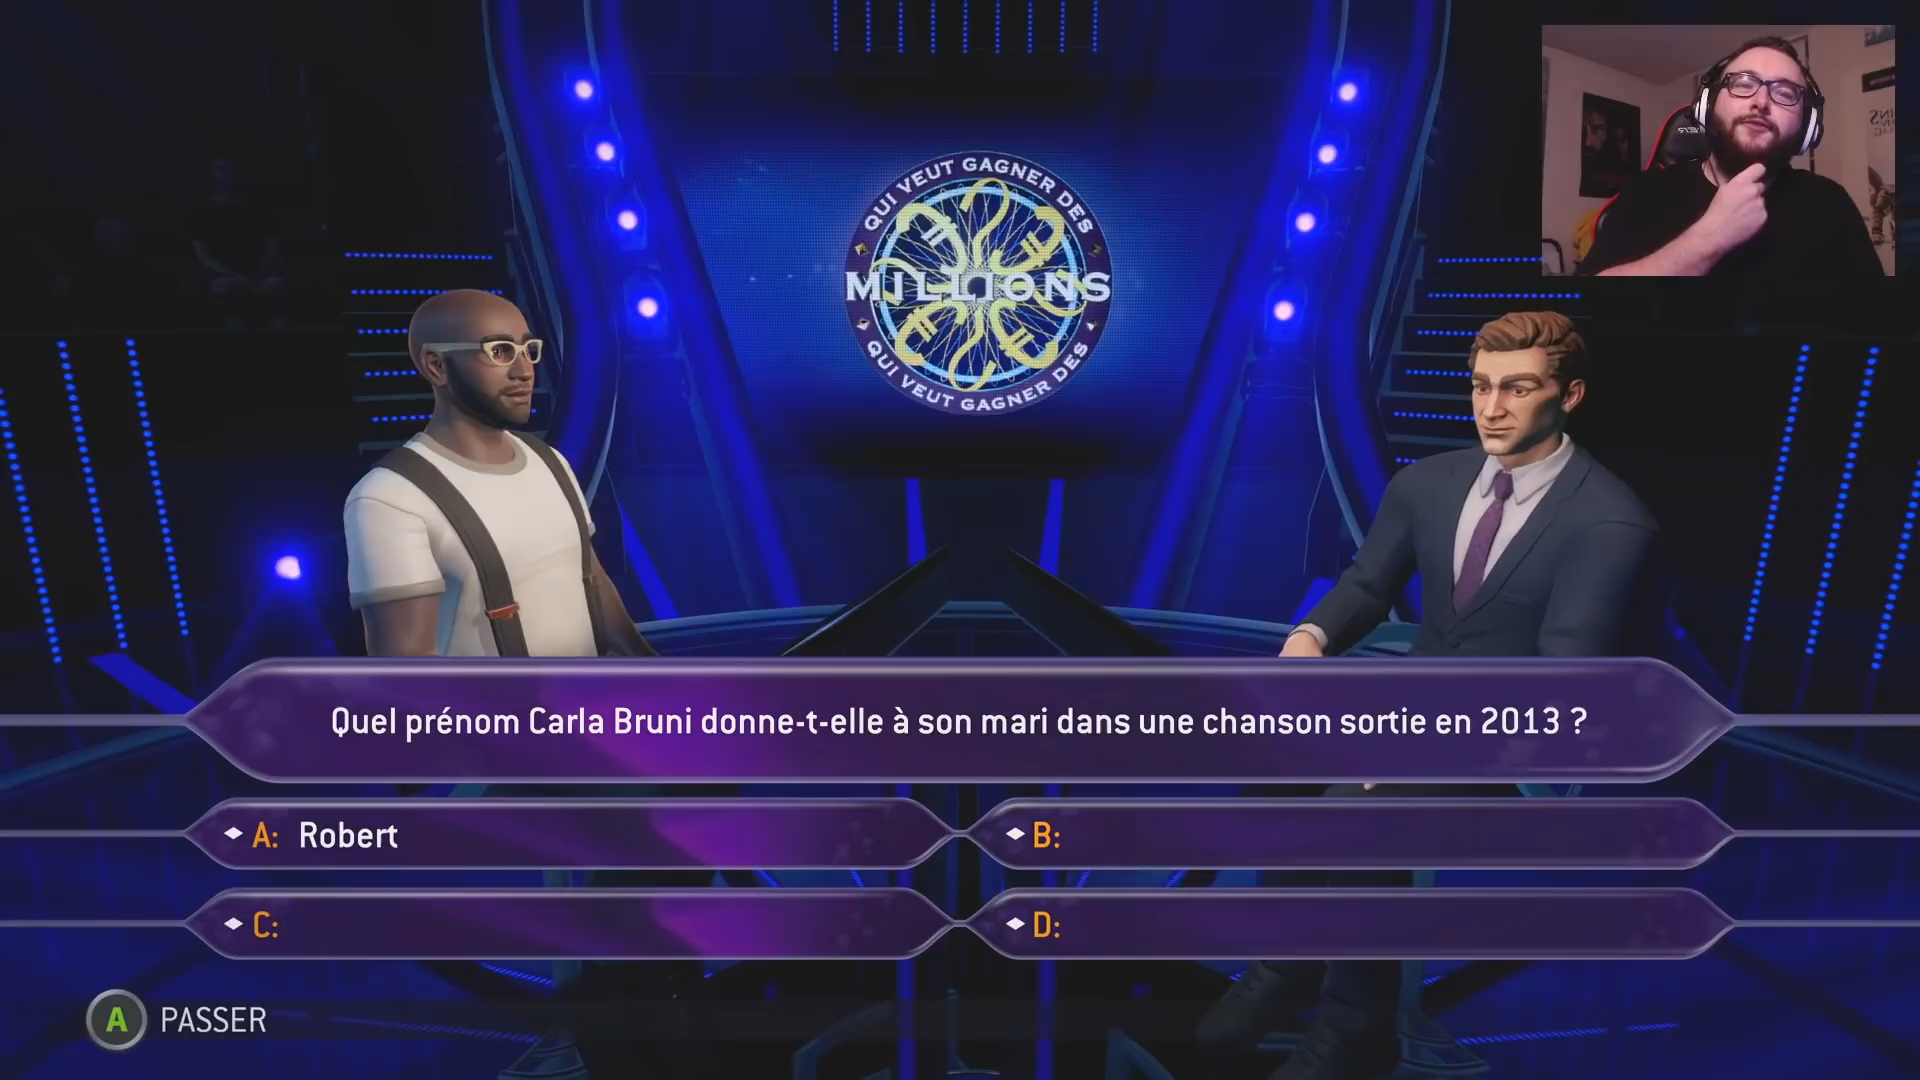 QUI VEUT GAGNER DES
MILLIONS
QUI VEUT GAGNER DES
Quel prénom Carla Bruni donne-t-elle à son mari dans une chanson sortie en 2013 ?
A: Robert
B:
C:
D:
A PASSER